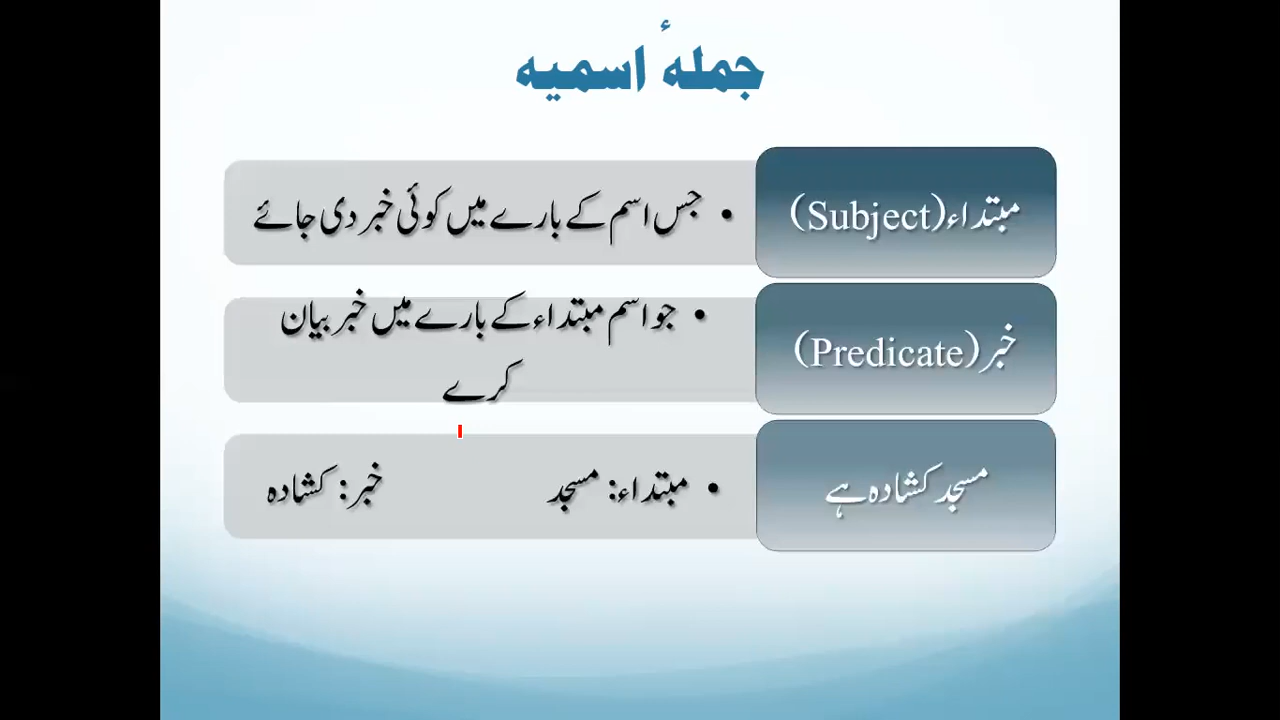 جملۂ اسمیہ
مبتداء(Subject)
• جس اسم کے بارے میں کوئی خبر دی جائے
خبر(Predicate)
• جو اسم مبتداء کے بارے میں خبر بیان
کرے
مسجد کشادہ ہے
• مبتداء: مسجد خبر: کشادہ